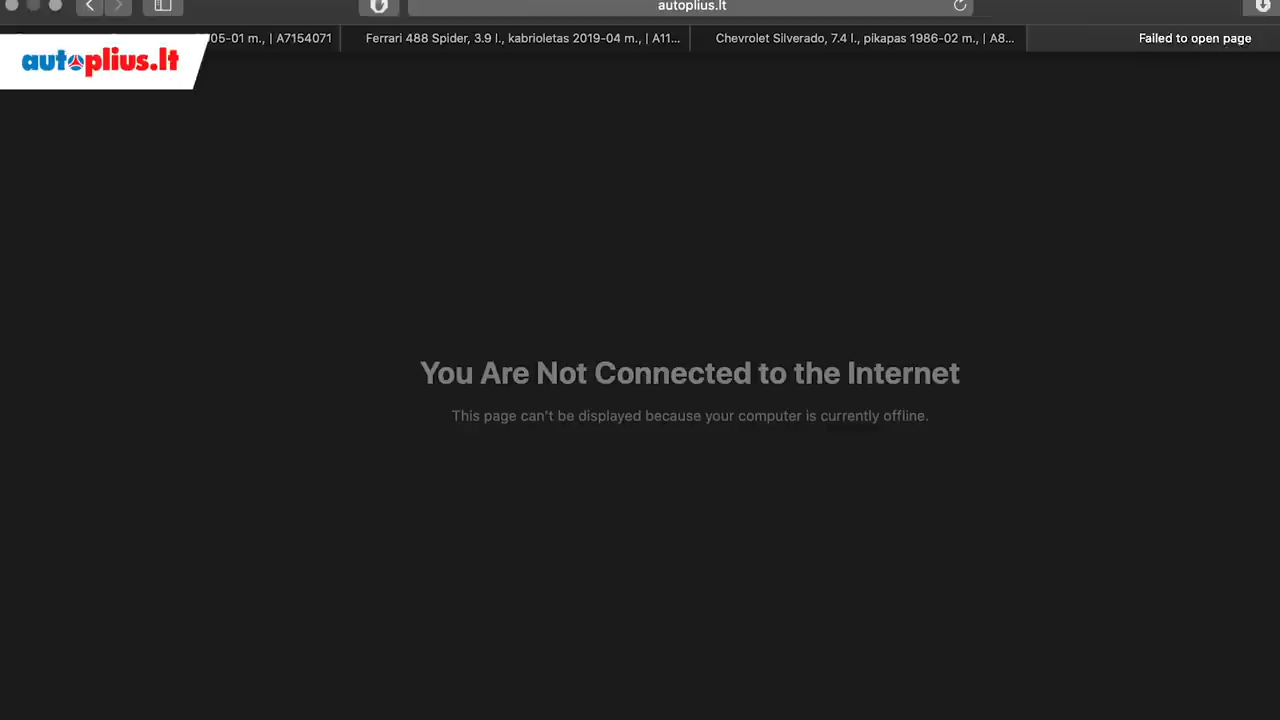 autoplius.lt
autoplius.lt
05-01 m., | A7154071
Ferrari 488 Spider, 3.9 l., kabrioletas 2019-04 m., | A11...
Chevrolet Silverado, 7.4 l., pikapas 1986-02 m., | A8...
Failed to open page
You Are Not Connected to the Internet
This page can't be displayed because your computer is currently offline.